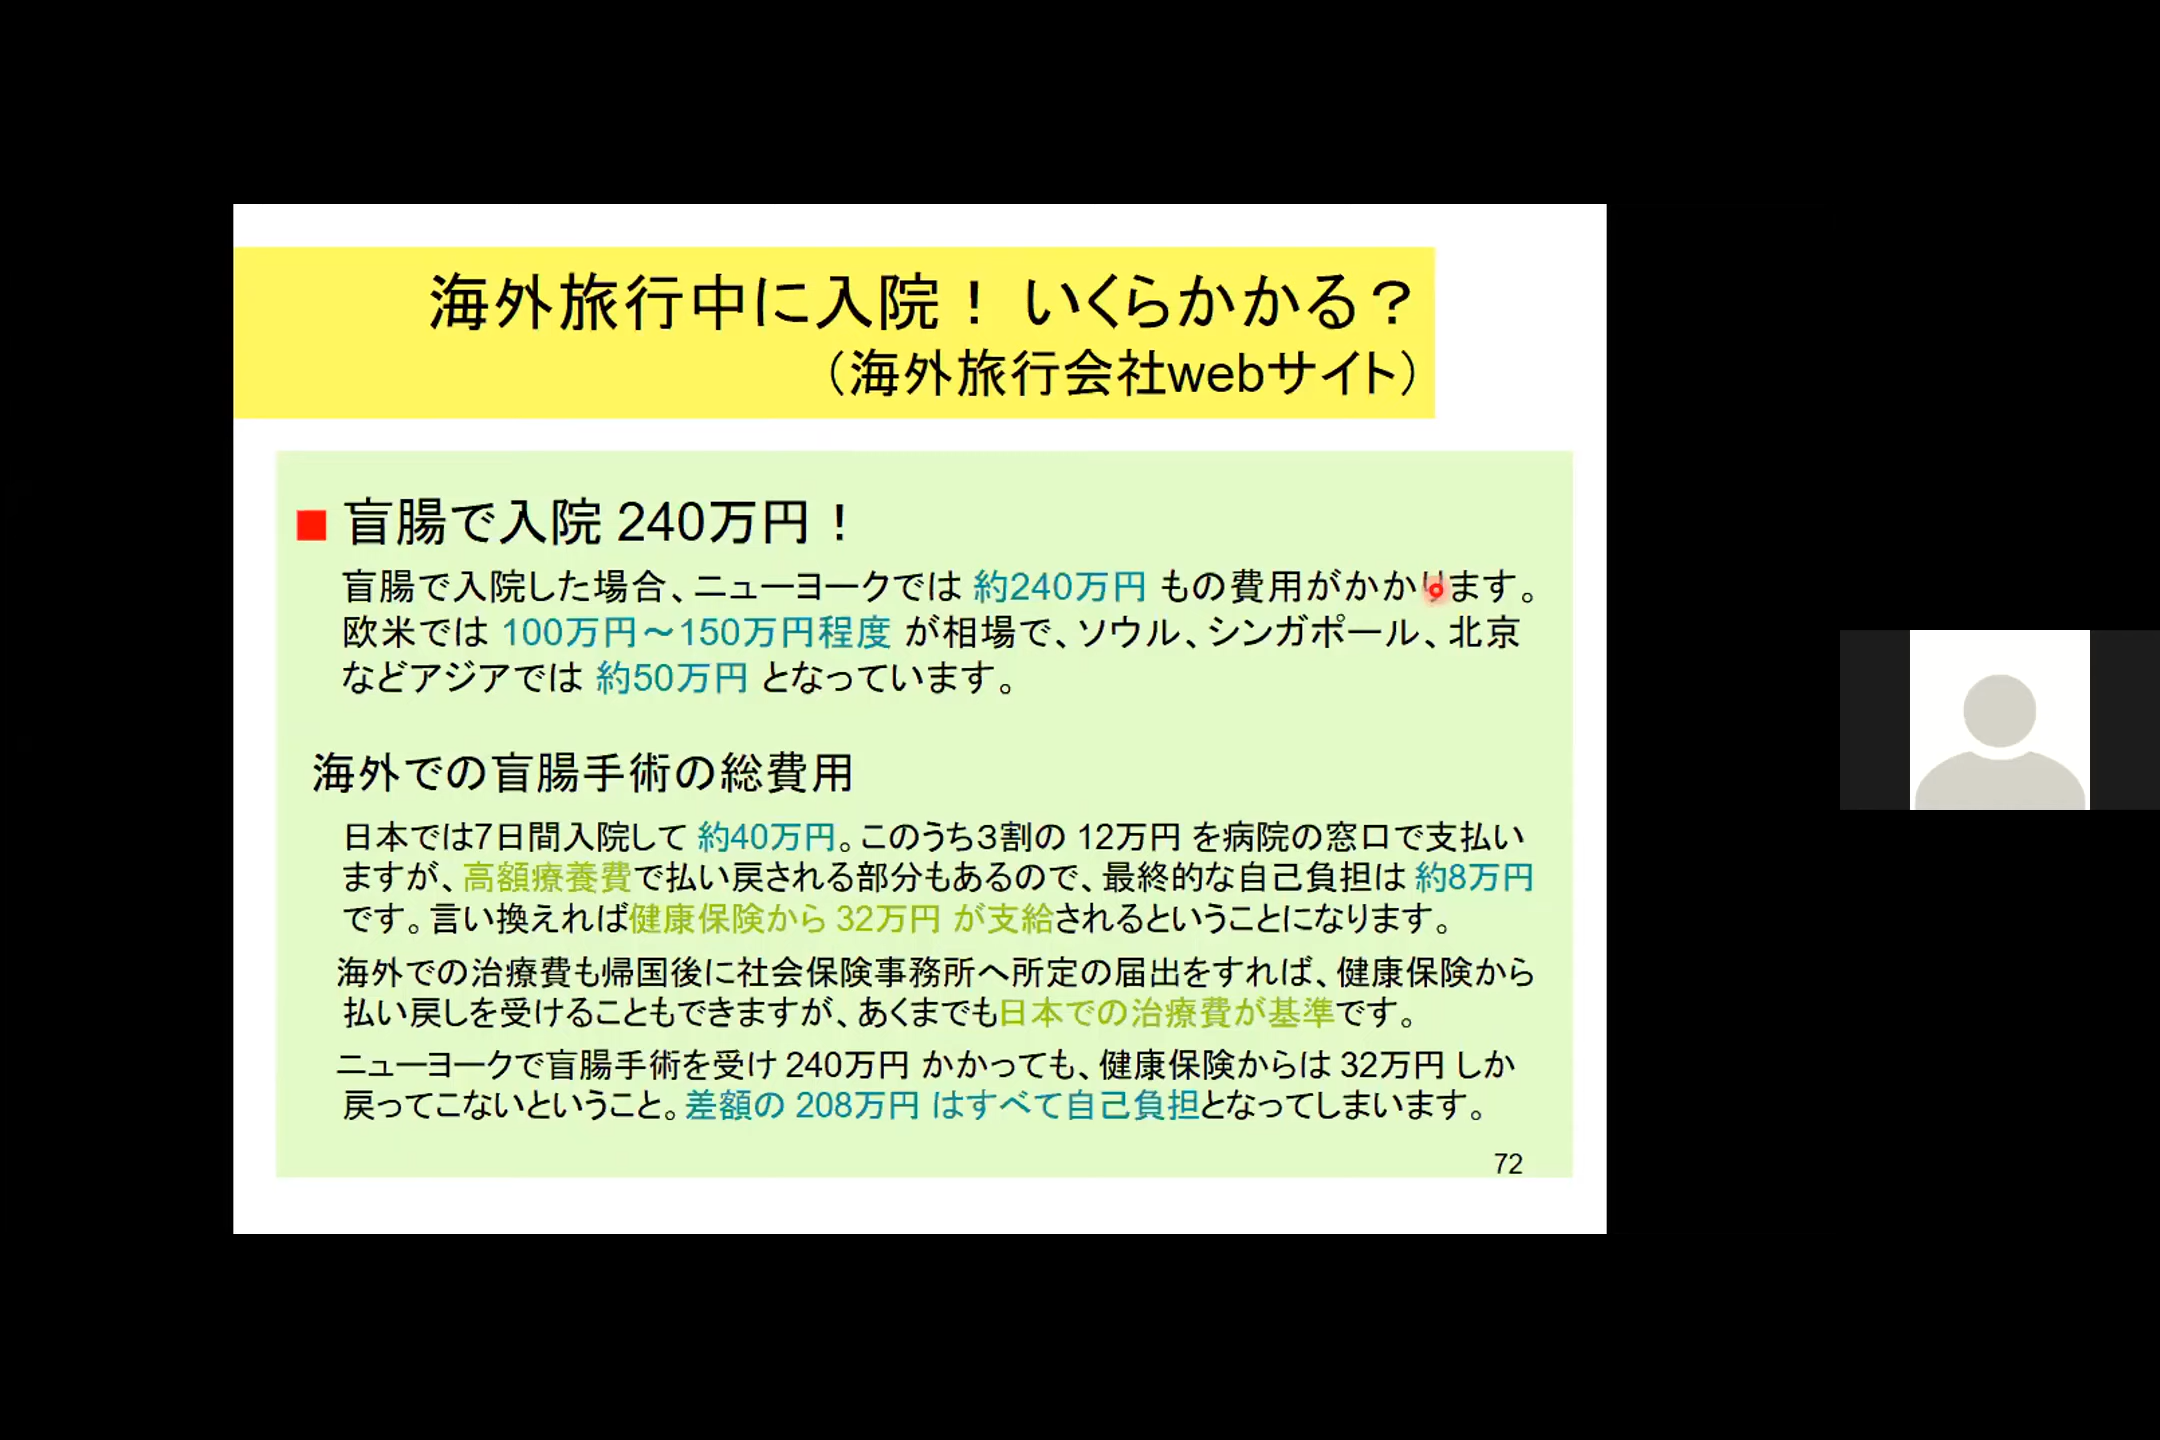 海外旅行中に入院！ いくらかかる？
（海外旅行会社webサイト）
盲腸で入院 240万円！
盲腸で入院した場合、ニューヨークでは 約240万円 もの費用がかかります。
欧米では 100万円～150万円程度 が相場で、ソウル、シンガポール、北京
などアジアでは 約50万円 となっています。
海外での盲腸手術の総費用
日本では7日間入院して 約40万円。このうち３割の 12万円 を病院の窓口で支払い
ますが、高額療養費で払い戻される部分もあるので、最終的な自己負担は 約8万円
です。言い換えれば健康保険から 32万円 が支給されるということになります。
海外での治療費も帰国後に社会保険事務所へ所定の届出をすれば、健康保険から
払い戻しを受けることもできますが、あくまでも日本での治療費が基準です。
ニューヨークで盲腸手術を受け 240万円 かかっても、健康保険からは 32万円 しか
戻ってこないということ。差額の 208万円 はすべて自己負担となってしまいます。
72